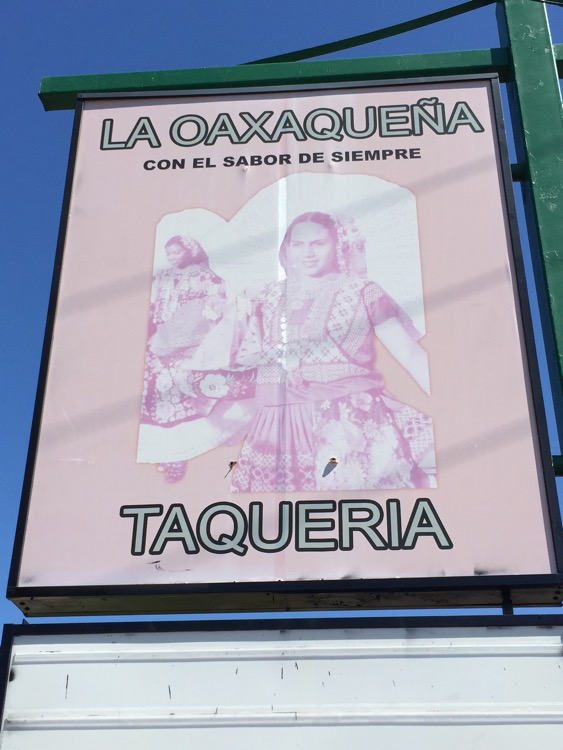 LA OAXAQUEÑA
CON EL SABOR DE SIEMPRE
TAQUERIA